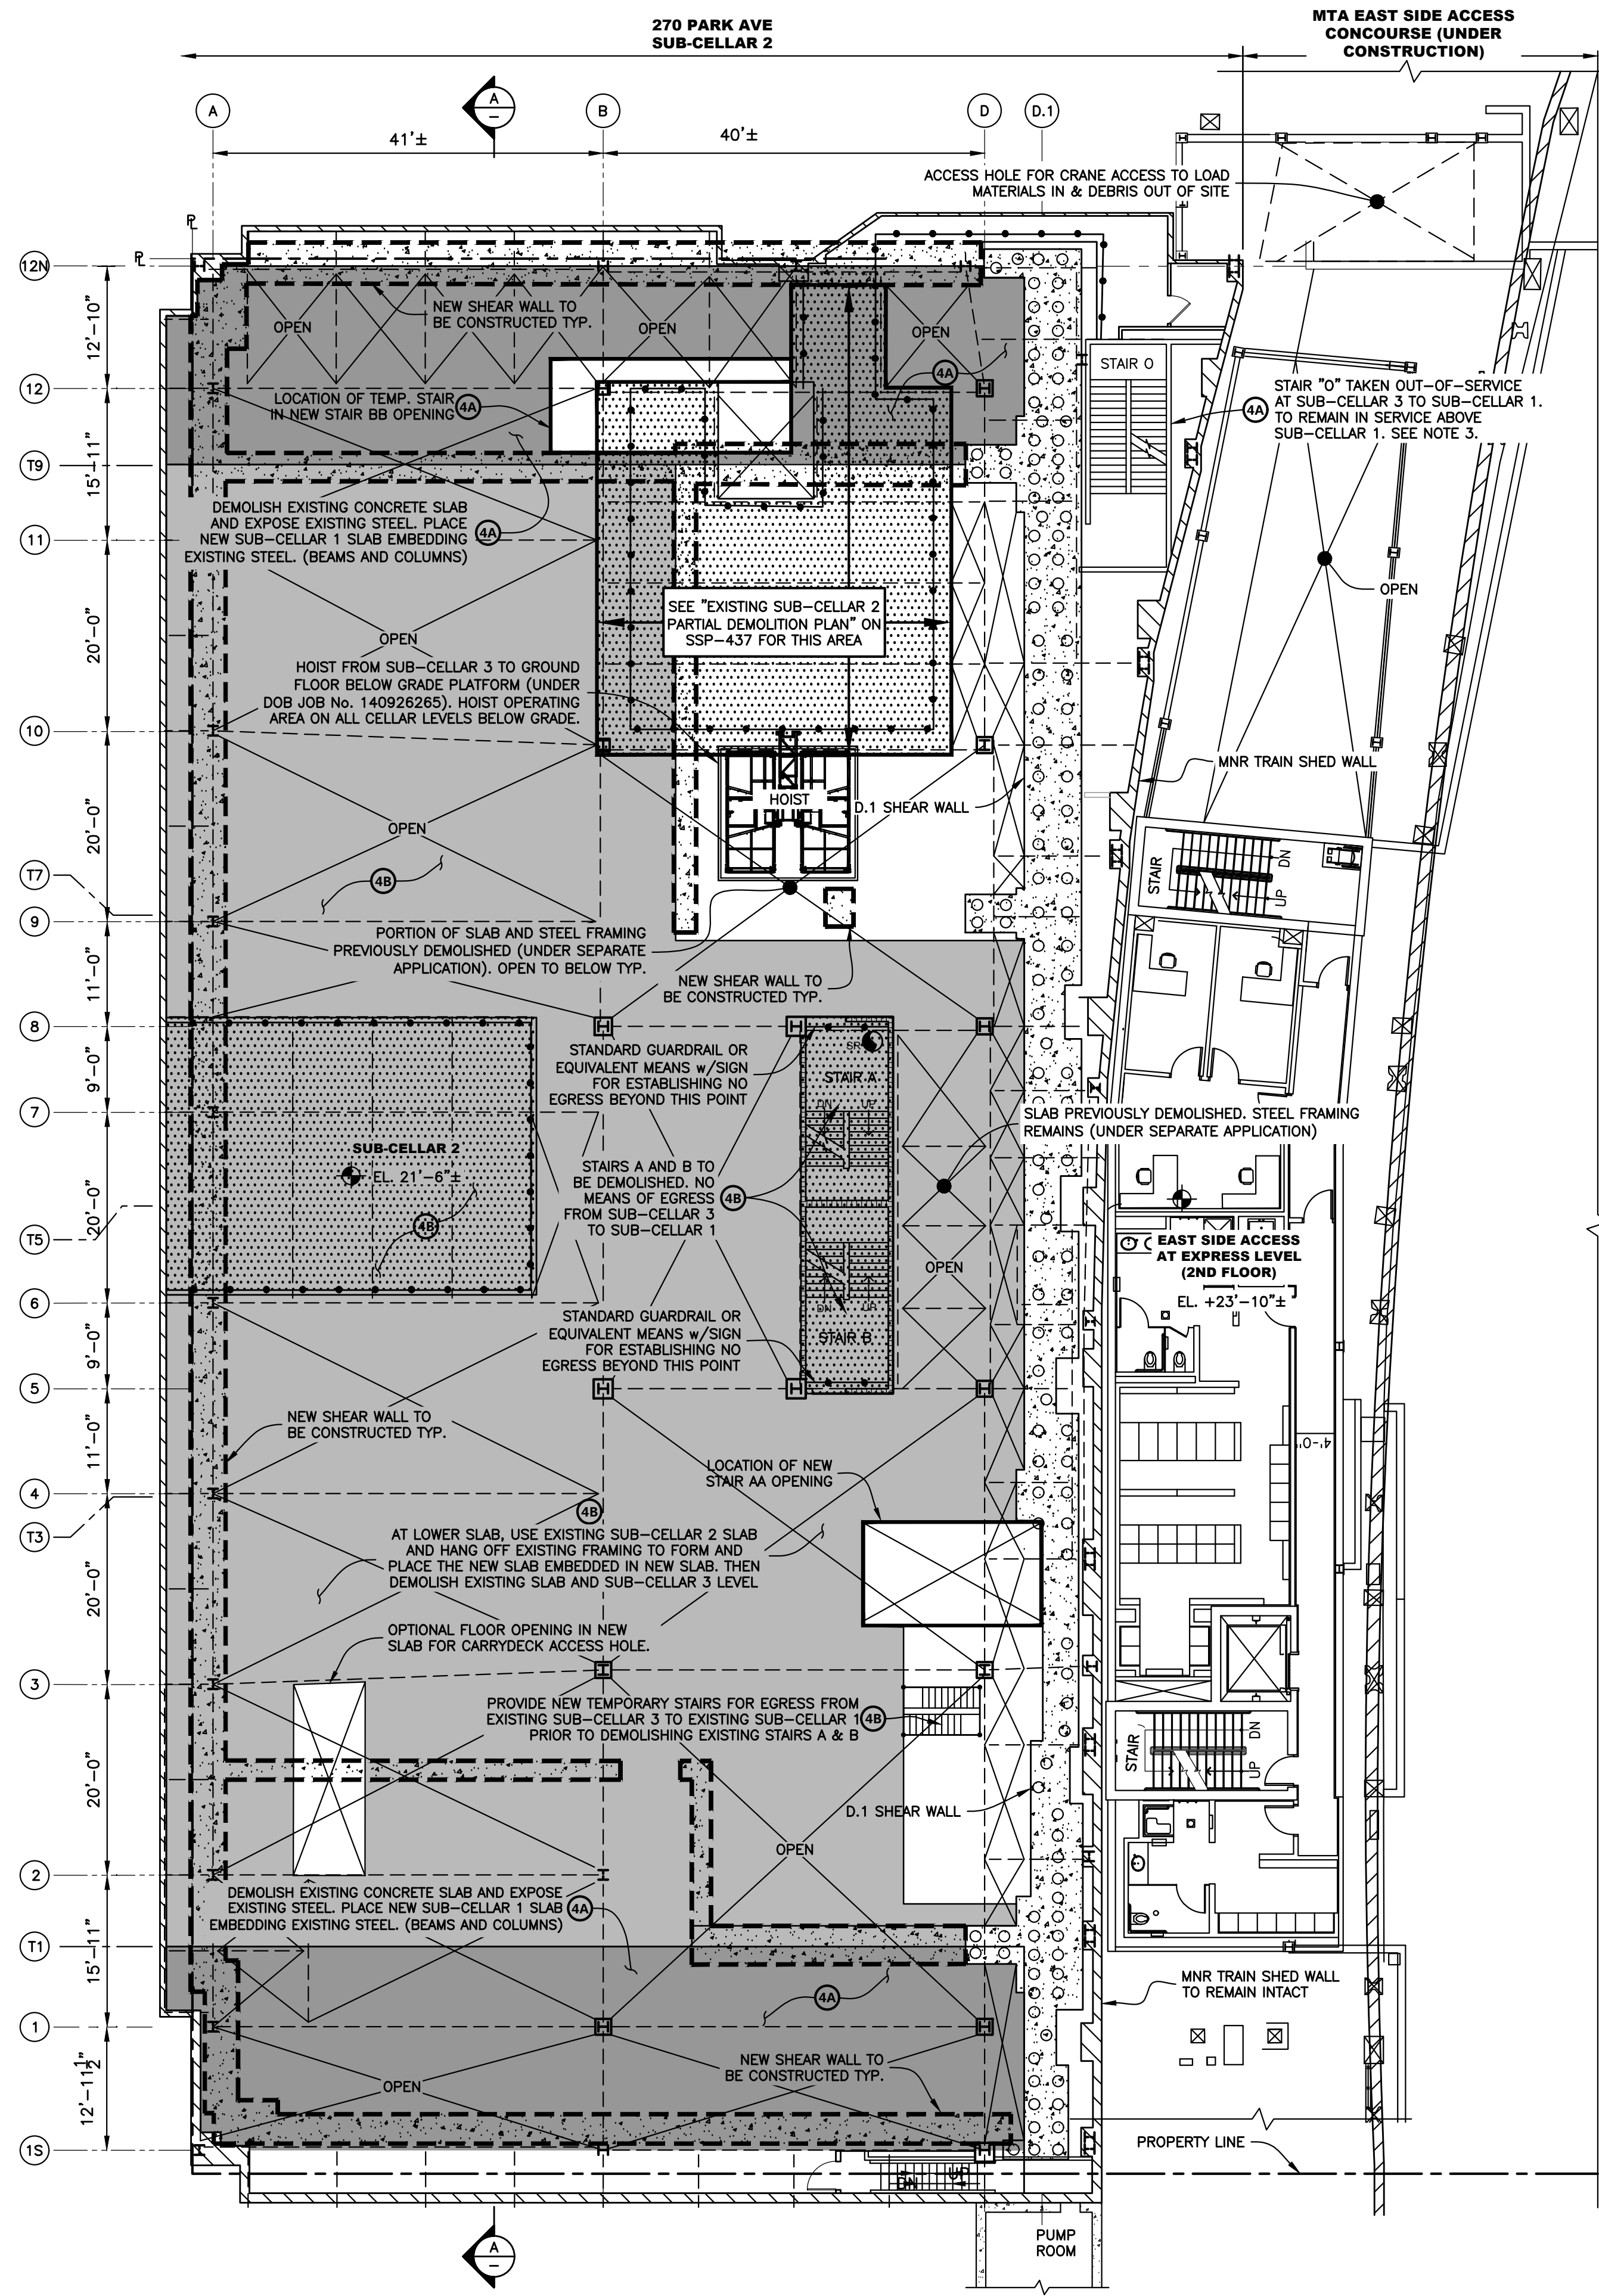 270 PARK AVE
SUB-CELLAR 2
MTA EAST SIDE ACCESS
CONCOURSE (UNDER
CONSTRUCTION)
A
A
–
B
D
D.1
41'±
40'±
ACCESS HOLE FOR CRANE ACCESS TO LOAD
MATERIALS IN & DEBRIS OUT OF SITE
PL
PL
12N
12'-10"
12
15'-11"
T9
11
20'-0"
10
20'-0"
T7
9
11'-0"
8
9'-0"
7
20'-0"
T5
6
9'-0"
5
11'-0"
4
T3
20'-0"
3
20'-0"
2
15'-11"
T1
1
12'-11½"
1S
NEW SHEAR WALL TO
BE CONSTRUCTED TYP.
OPEN
OPEN
OPEN
4A
STAIR O
STAIR "O" TAKEN OUT-OF-SERVICE
AT SUB-CELLAR 3 TO SUB-CELLAR 1.
TO REMAIN IN SERVICE ABOVE
SUB-CELLAR 1. SEE NOTE 3.
4A
LOCATION OF TEMP. STAIR
IN NEW STAIR BB OPENING
4A
DEMOLISH EXISTING CONCRETE SLAB
AND EXPOSE EXISTING STEEL. PLACE
NEW SUB-CELLAR 1 SLAB EMBEDDING
EXISTING STEEL. (BEAMS AND COLUMNS)
4A
OPEN
SEE "EXISTING SUB-CELLAR 2
PARTIAL DEMOLITION PLAN" ON
SSP-437 FOR THIS AREA
OPEN
HOIST FROM SUB-CELLAR 3 TO GROUND
FLOOR BELOW GRADE PLATFORM (UNDER
DOB JOB No. 140926265). HOIST OPERATING
AREA ON ALL CELLAR LEVELS BELOW GRADE.
MNR TRAIN SHED WALL
HOIST
D.1 SHEAR WALL
OPEN
4B
STAIR
DN
UP
PORTION OF SLAB AND STEEL FRAMING
PREVIOUSLY DEMOLISHED (UNDER SEPARATE
APPLICATION). OPEN TO BELOW TYP.
NEW SHEAR WALL TO
BE CONSTRUCTED TYP.
STANDARD GUARDRAIL OR
EQUIVALENT MEANS w/SIGN
FOR ESTABLISHING NO
EGRESS BEYOND THIS POINT
SR
STAIR A
DN
UP
SLAB PREVIOUSLY DEMOLISHED. STEEL FRAMING
REMAINS (UNDER SEPARATE APPLICATION)
SUB-CELLAR 2
EL. 21'-6"±
4B
STAIRS A AND B TO
BE DEMOLISHED. NO
MEANS OF EGRESS
FROM SUB-CELLAR 3
TO SUB-CELLAR 1
4B
EAST SIDE ACCESS
AT EXPRESS LEVEL
(2ND FLOOR)
EL. +23'-10"±
OPEN
DN
UP
STAIR B
STANDARD GUARDRAIL OR
EQUIVALENT MEANS w/SIGN
FOR ESTABLISHING NO
EGRESS BEYOND THIS POINT
NEW SHEAR WALL TO
BE CONSTRUCTED TYP.
4'-0"
LOCATION OF NEW
STAIR AA OPENING
4B
AT LOWER SLAB, USE EXISTING SUB-CELLAR 2 SLAB
AND HANG OFF EXISTING FRAMING TO FORM AND
PLACE THE NEW SLAB EMBEDDED IN NEW SLAB. THEN
DEMOLISH EXISTING SLAB AND SUB-CELLAR 3 LEVEL
OPTIONAL FLOOR OPENING IN NEW
SLAB FOR CARRYDECK ACCESS HOLE.
PROVIDE NEW TEMPORARY STAIRS FOR EGRESS FROM
EXISTING SUB-CELLAR 3 TO EXISTING SUB-CELLAR 1
PRIOR TO DEMOLISHING EXISTING STAIRS A & B
4B
STAIR
DN
UP
D.1 SHEAR WALL
OPEN
DEMOLISH EXISTING CONCRETE SLAB AND EXPOSE
EXISTING STEEL. PLACE NEW SUB-CELLAR 1 SLAB
EMBEDDING EXISTING STEEL. (BEAMS AND COLUMNS)
4A
4A
MNR TRAIN SHED WALL
TO REMAIN INTACT
NEW SHEAR WALL TO
BE CONSTRUCTED TYP.
OPEN
PROPERTY LINE
DN
UP
PUMP
ROOM
A
–